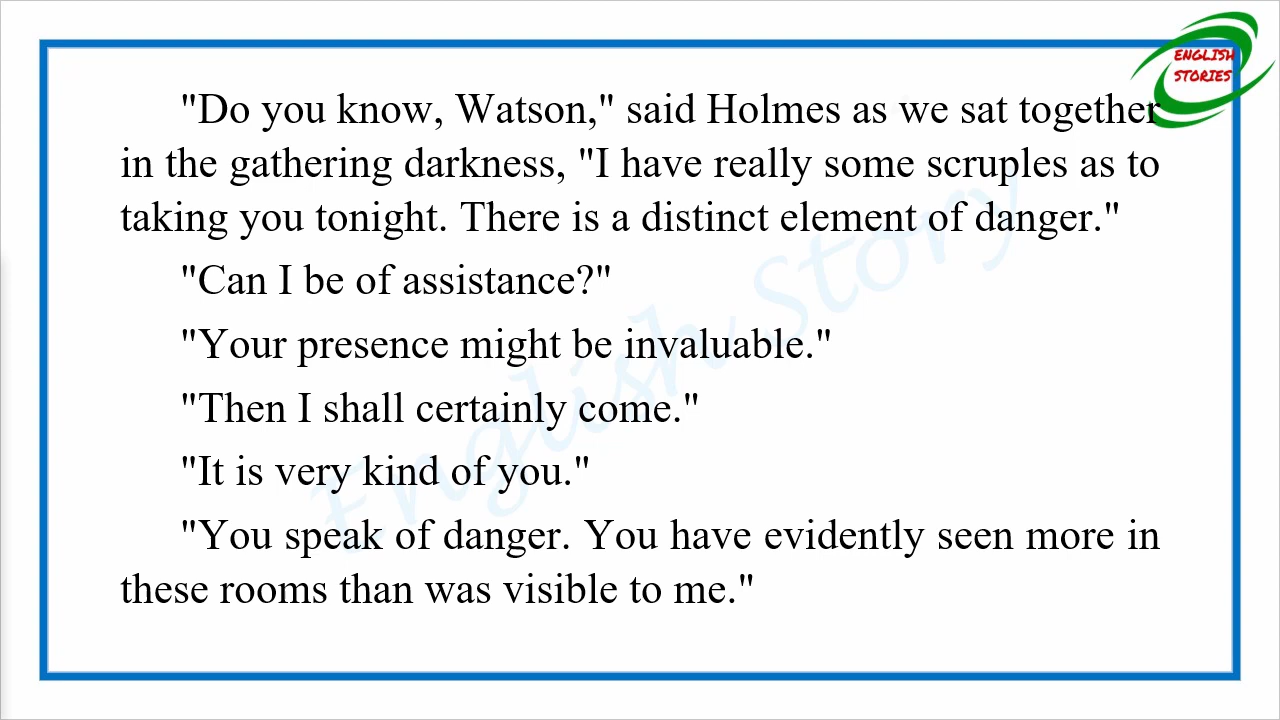 ENGLISH
STORIES
"Do you know, Watson," said Holmes as we sat together
in the gathering darkness, "I have really some scruples as to
taking you tonight. There is a distinct element of danger."
"Can I be of assistance?"
"Your presence might be invaluable."
"Then I shall certainly come."
"It is very kind of you."
"You speak of danger. You have evidently seen more in
these rooms than was visible to me."
English Story